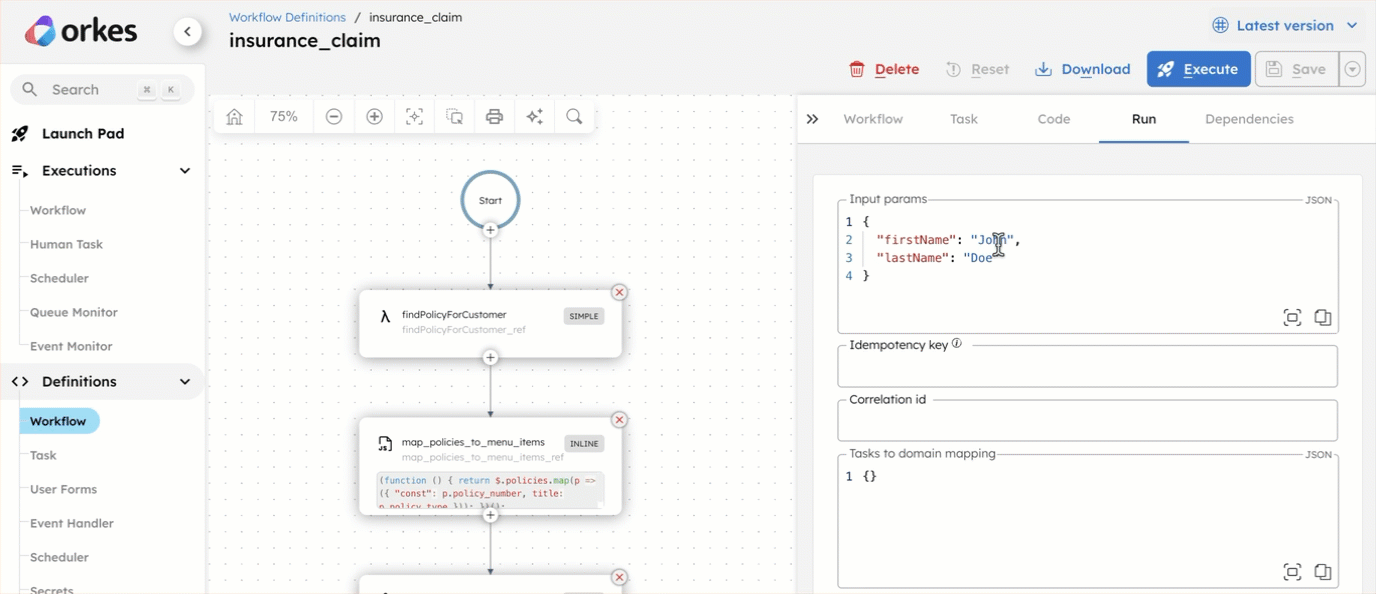 orkes
Workflow Definitions / insurance_claim
insurance_claim
Latest version
Delete
Reset
Download
Execute
Save
Search
⌘ K
Launch Pad
Executions
Workflow
Human Task
Scheduler
Queue Monitor
Event Monitor
Definitions
Workflow
Task
User Forms
Event Handler
Scheduler
Secrets
75%
Start
findPolicyForCustomer
SIMPLE
findPolicyForCustomer_ref
map_policies_to_menu_items
INLINE
map_policies_to_menu_items_ref
JS
(function () { return $.policies.map(p =>
({ "const": p.policy_number, title:
p.policy_type })); })();
Workflow Task Code Run Dependencies
Input params JSON
1 {
2 "firstName": "John",
3 "lastName": "Doe"
4 }
Idempotency key
Correlation id
Tasks to domain mapping JSON
1 {}